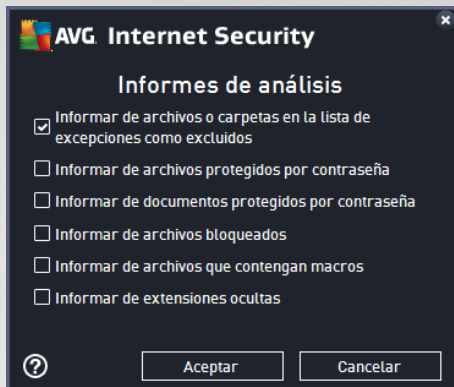 AVG. Internet Security
Informes de análisis
Informar de archivos o carpetas en la lista de
excepciones como excluidos
Informar de archivos protegidos por contraseña
Informar de documentos protegidos por contraseña
Informar de archivos bloqueados
Informar de archivos que contengan macros
Informar de extensiones ocultas
?
Aceptar
Cancelar